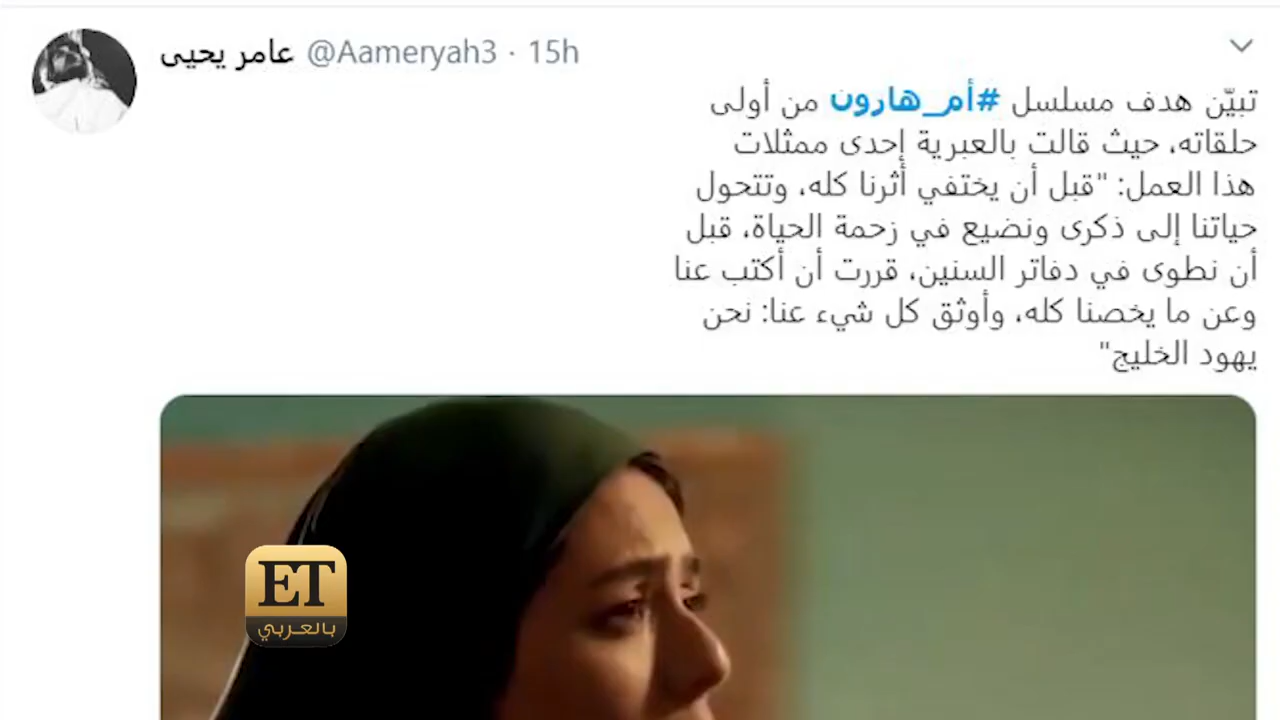 عامر يحيى @Aameryah3 · 15h
تبيّن هدف مسلسل #أم_هارون من أولى
حلقاته، حيث قالت بالعبرية إحدى ممثلات
هذا العمل: "قبل أن يختفي أثرنا كله، وتتحول
حياتنا إلى ذكرى ونضيع في زحمة الحياة، قبل
أن نطوى في دفاتر السنين، قررت أن أكتب عنا
وعن ما يخصنا كله، وأوثق كل شيء عنا: نحن
يهود الخليج"
ET
بالعربي